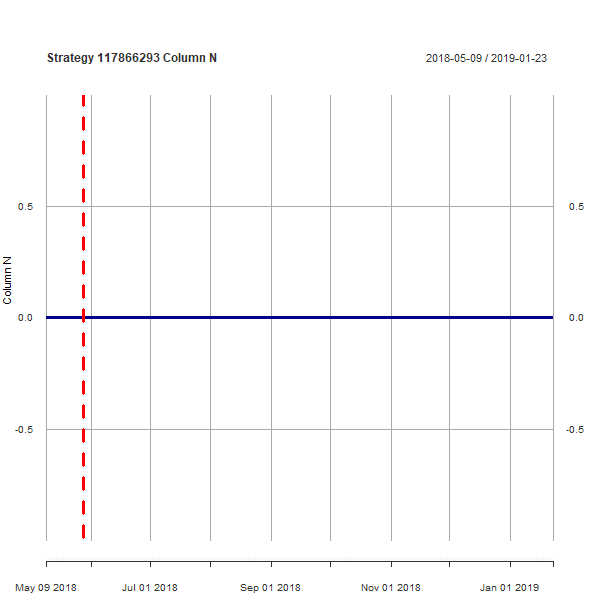 Strategy 117866293 Column N
2018-05-09 / 2019-01-23
0.5
0.5
Column N
0.0
0.0
-0.5
-0.5
May 09 2018
Jul 01 2018
Sep 01 2018
Nov 01 2018
Jan 01 2019